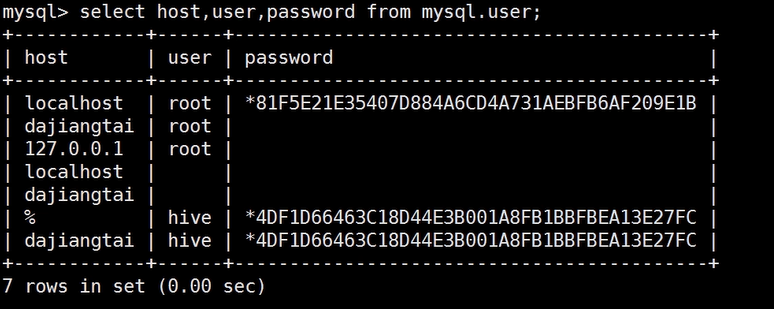 mysql> select host,user,password from mysql.user;
+------------+------+-------------------------------------------+
| host       | user | password                                  |
+------------+------+-------------------------------------------+
| localhost  | root | *81F5E21E35407D884A6CD4A731AEBFB6AF209E1B |
| dajiangtai | root |                                           |
| 127.0.0.1  | root |                                           |
| localhost  |      |                                           |
| dajiangtai |      |                                           |
| %          | hive | *4DF1D66463C18D44E3B001A8FB1BBFBEA13E27FC |
| dajiangtai | hive | *4DF1D66463C18D44E3B001A8FB1BBFBEA13E27FC |
+------------+------+-------------------------------------------+
7 rows in set (0.00 sec)